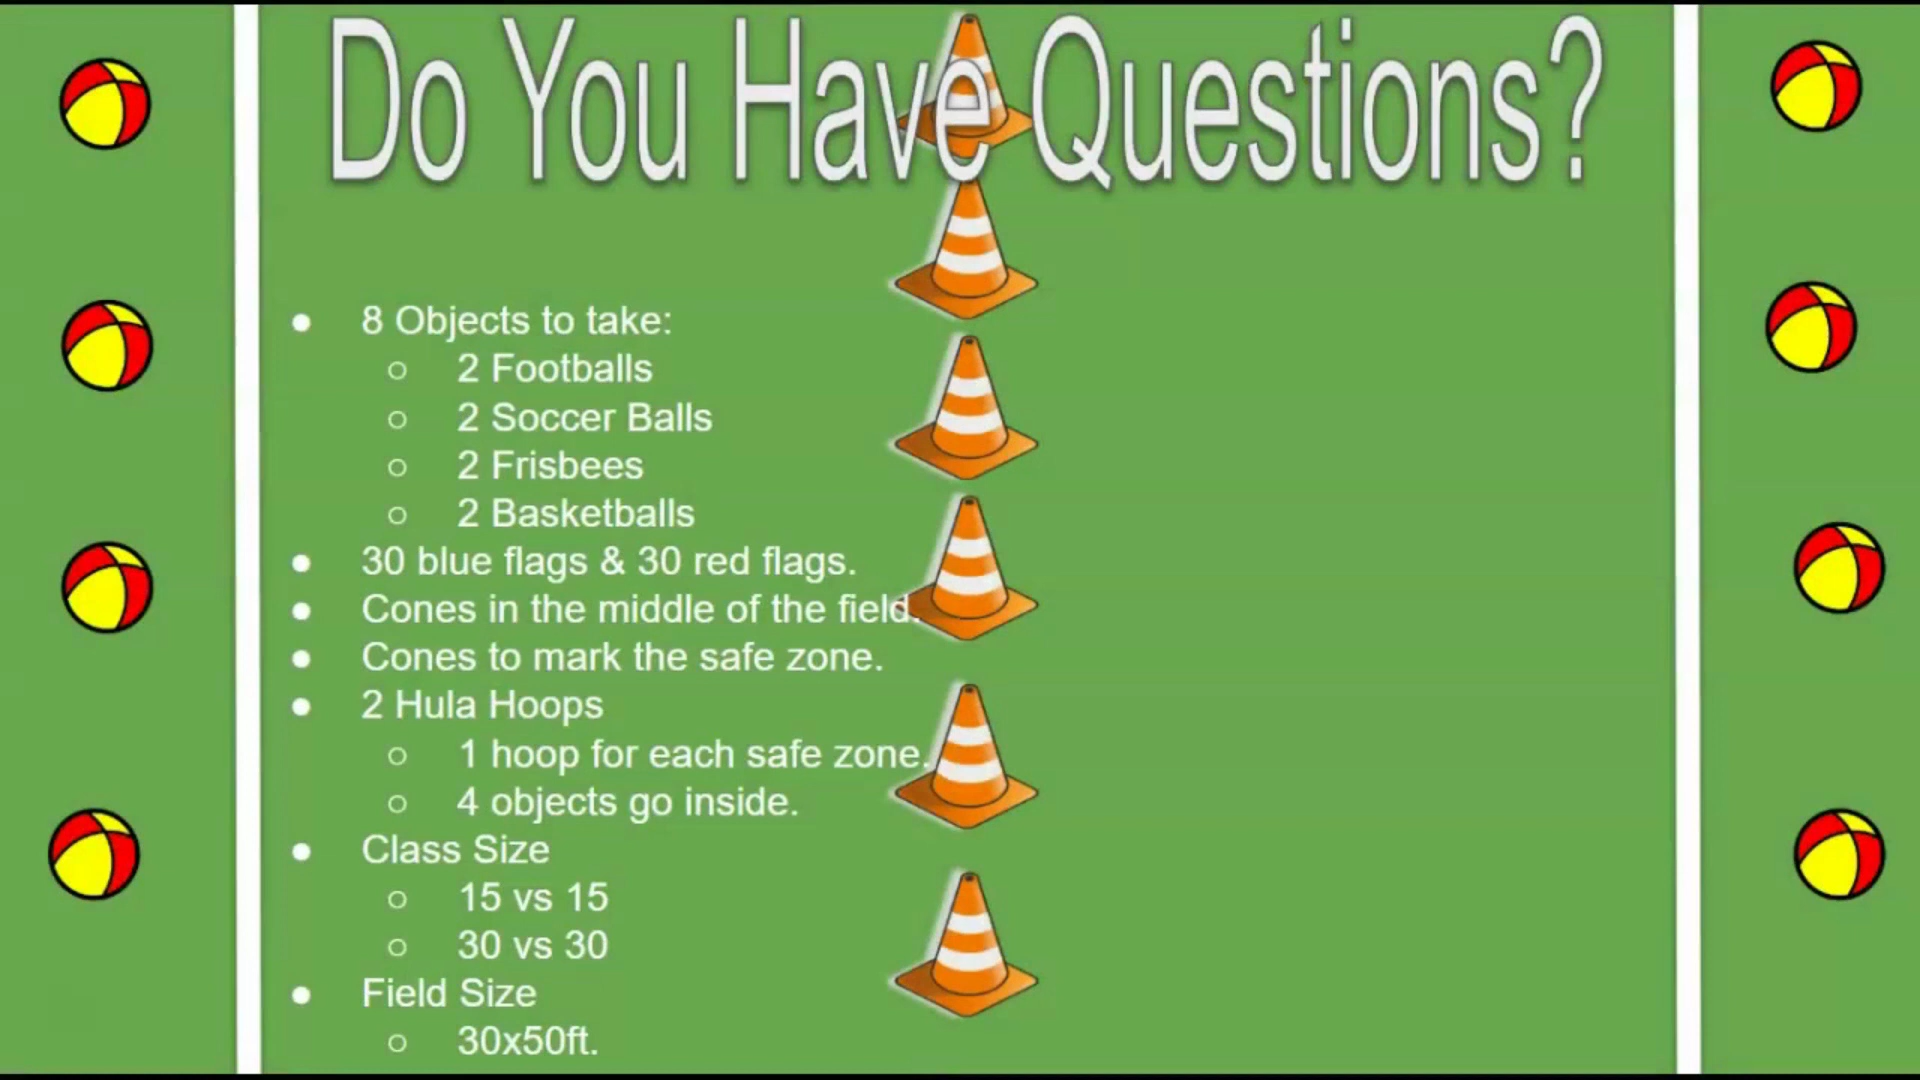 Do You Have Questions?
● 8 Objects to take:
○ 2 Footballs
○ 2 Soccer Balls
○ 2 Frisbees
○ 2 Basketballs
● 30 blue flags & 30 red flags.
● Cones in the middle of the field.
● Cones to mark the safe zone.
● 2 Hula Hoops
○ 1 hoop for each safe zone.
○ 4 objects go inside.
● Class Size
○ 15 vs 15
○ 30 vs 30
● Field Size
○ 30x50ft.